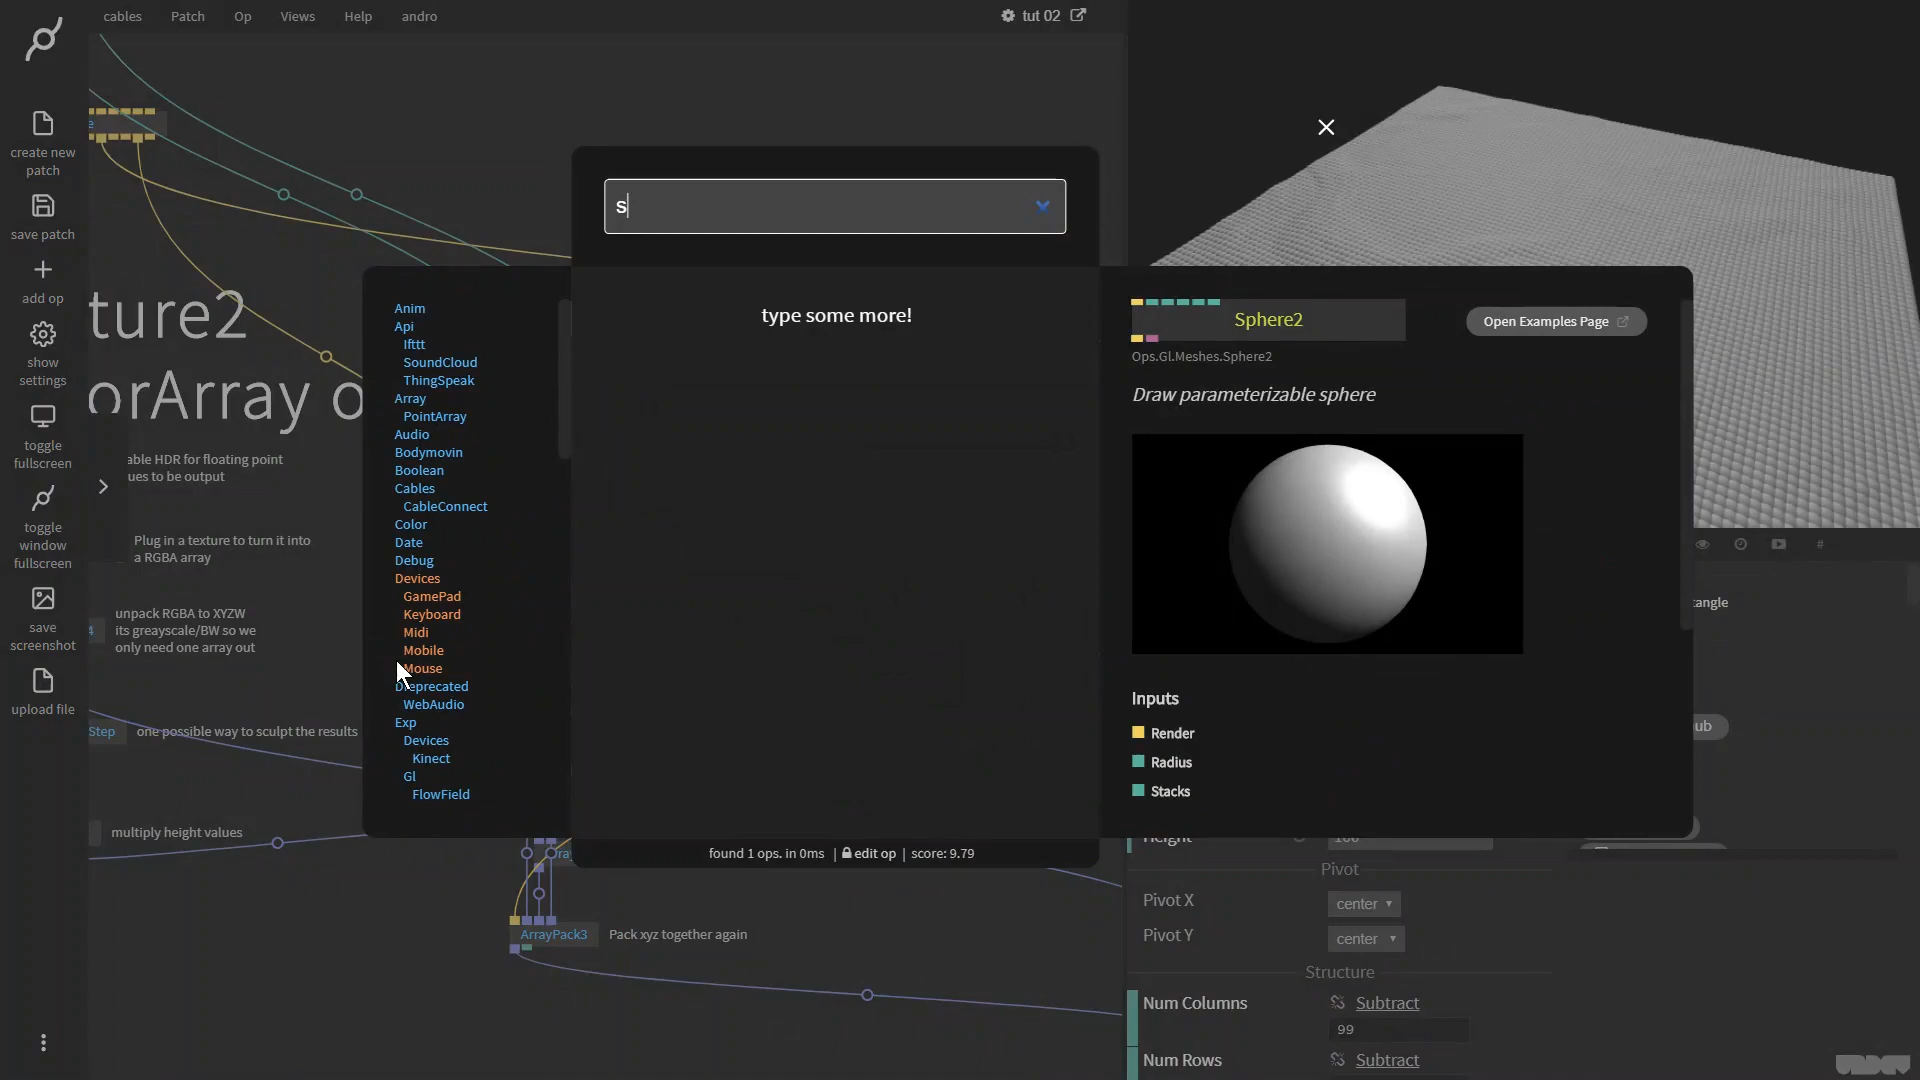 cables Patch Op Views Help andro
tut 02
create new
patch
save patch
add op
show
settings
toggle
fullscreen
toggle
window
fullscreen
save
screenshot
upload file
e
ture2
orArray o
able HDR for floating point
ues to be output
Plug in a texture to turn it into
a RGBA array
4
unpack RGBA to XYZW
its greayscale/BW so we
only need one array out
Step
one possible way to sculpt the results
multiply height values
ArrayPack3
Pack xyz together again
s
type some more!
Anim
Api
Ifttt
SoundCloud
ThingSpeak
Array
PointArray
Audio
Bodymovin
Boolean
Cables
CableConnect
Color
Date
Debug
Devices
GamePad
Keyboard
Midi
Mobile
Mouse
Deprecated
WebAudio
Exp
Devices
Kinect
Gl
FlowField
found 1 ops. in 0ms | edit op | score: 9.79
Sphere2
Open Examples Page
Ops.Gl.Meshes.Sphere2
Draw parameterizable sphere
Inputs
Render
Radius
Stacks
#
tangle
ub
Height
100
Pivot
Pivot X
center
Pivot Y
center
Structure
Num Columns
Subtract
99
Num Rows
Subtract